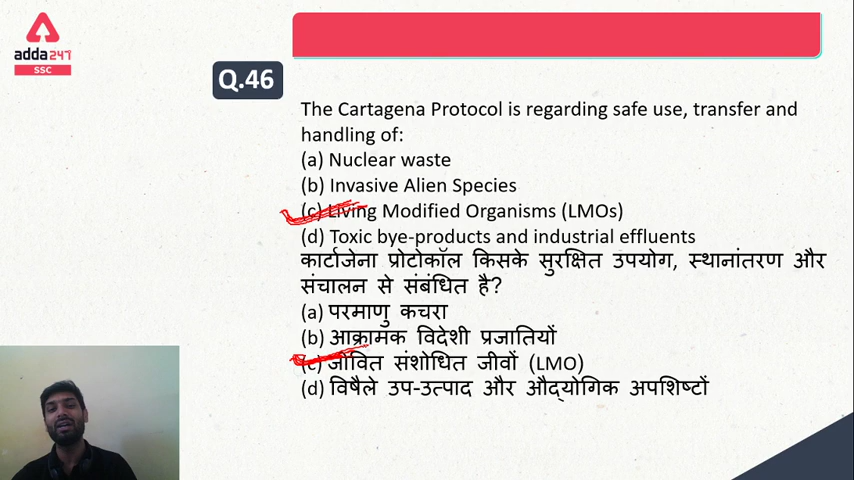 adda247
SSC
Q.46
The Cartagena Protocol is regarding safe use, transfer and
handling of:
(a) Nuclear waste
(b) Invasive Alien Species
(c) Living Modified Organisms (LMOs)
(d) Toxic bye-products and industrial effluents
कार्टाजेना प्रोटोकॉल किसके सुरक्षित उपयोग, स्थानांतरण और
संचालन से संबंधित है?
(a) परमाणु कचरा
(b) आक्रामक विदेशी प्रजातियों
(c) जीवित संशोधित जीवों (LMO)
(d) विषैले उप-उत्पाद और औद्योगिक अपशिष्टों